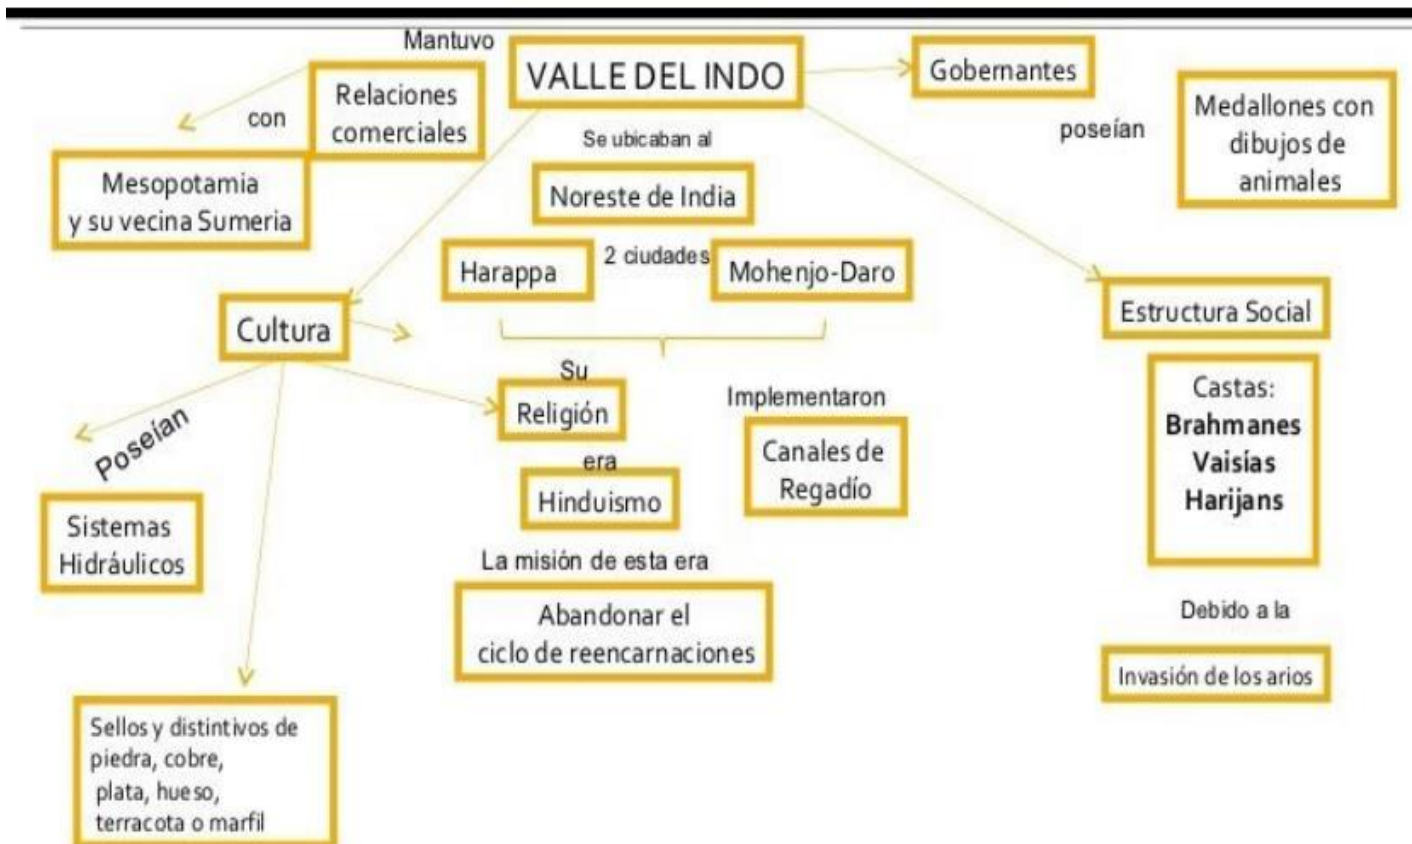 Mantuvo
VALLE DEL INDO
Gobernantes
Relaciones
comerciales
con
Mesopotamia
y su vecina Sumeria
poseían
Medallones con
dibujos de
animales
Se ubicaban al
Noreste de India
Harappa
2 ciudades
Mohenjo-Daro
Cultura
Estructura Social
Castas:
Brahmanes
Vaisías
Harijans
Debido a la
Invasión de los arios
Su
Religión
era
Hinduismo
La misión de esta era
Abandonar el
ciclo de reencarnaciones
Implementaron
Canales de
Regadío
Poseían
Sistemas
Hidráulicos
Sellos y distintivos de
piedra, cobre,
plata, hueso,
terracota o marfil